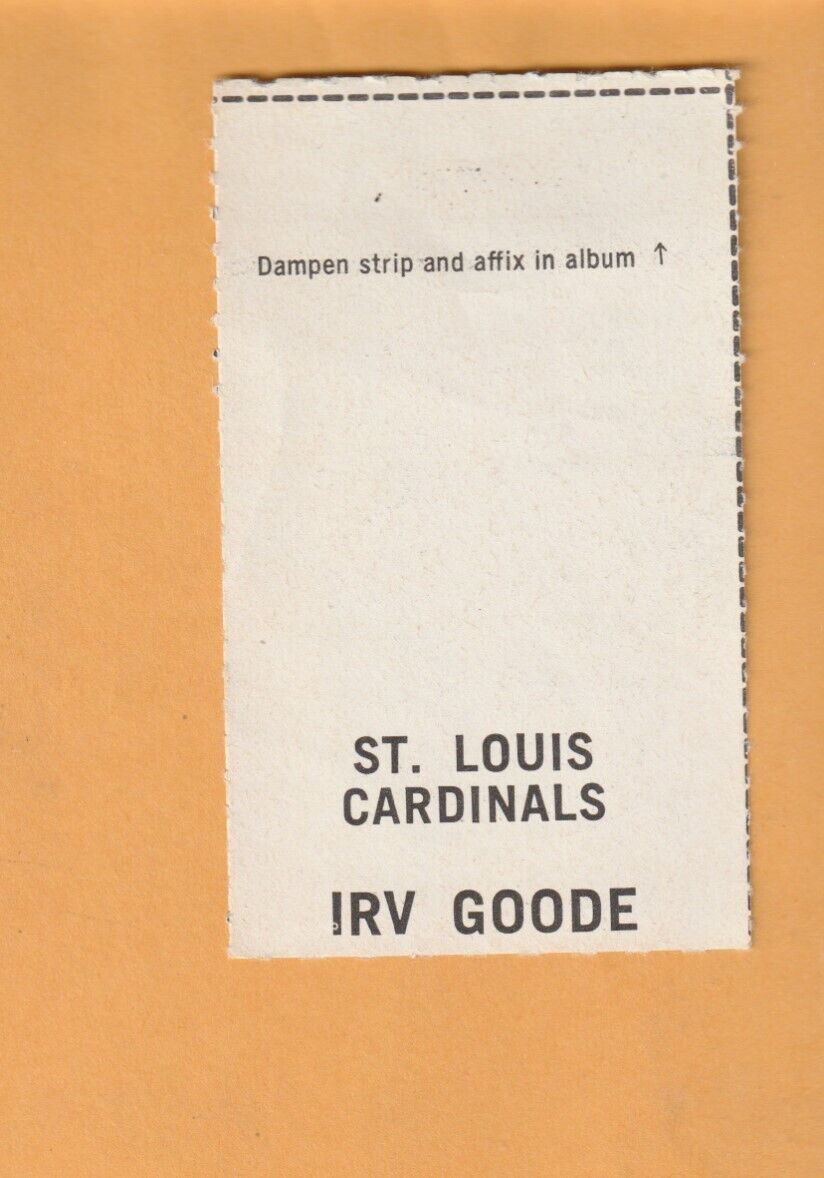 Dampen strip and affix in album ↑
ST. LOUIS
CARDINALS
IRV GOODE